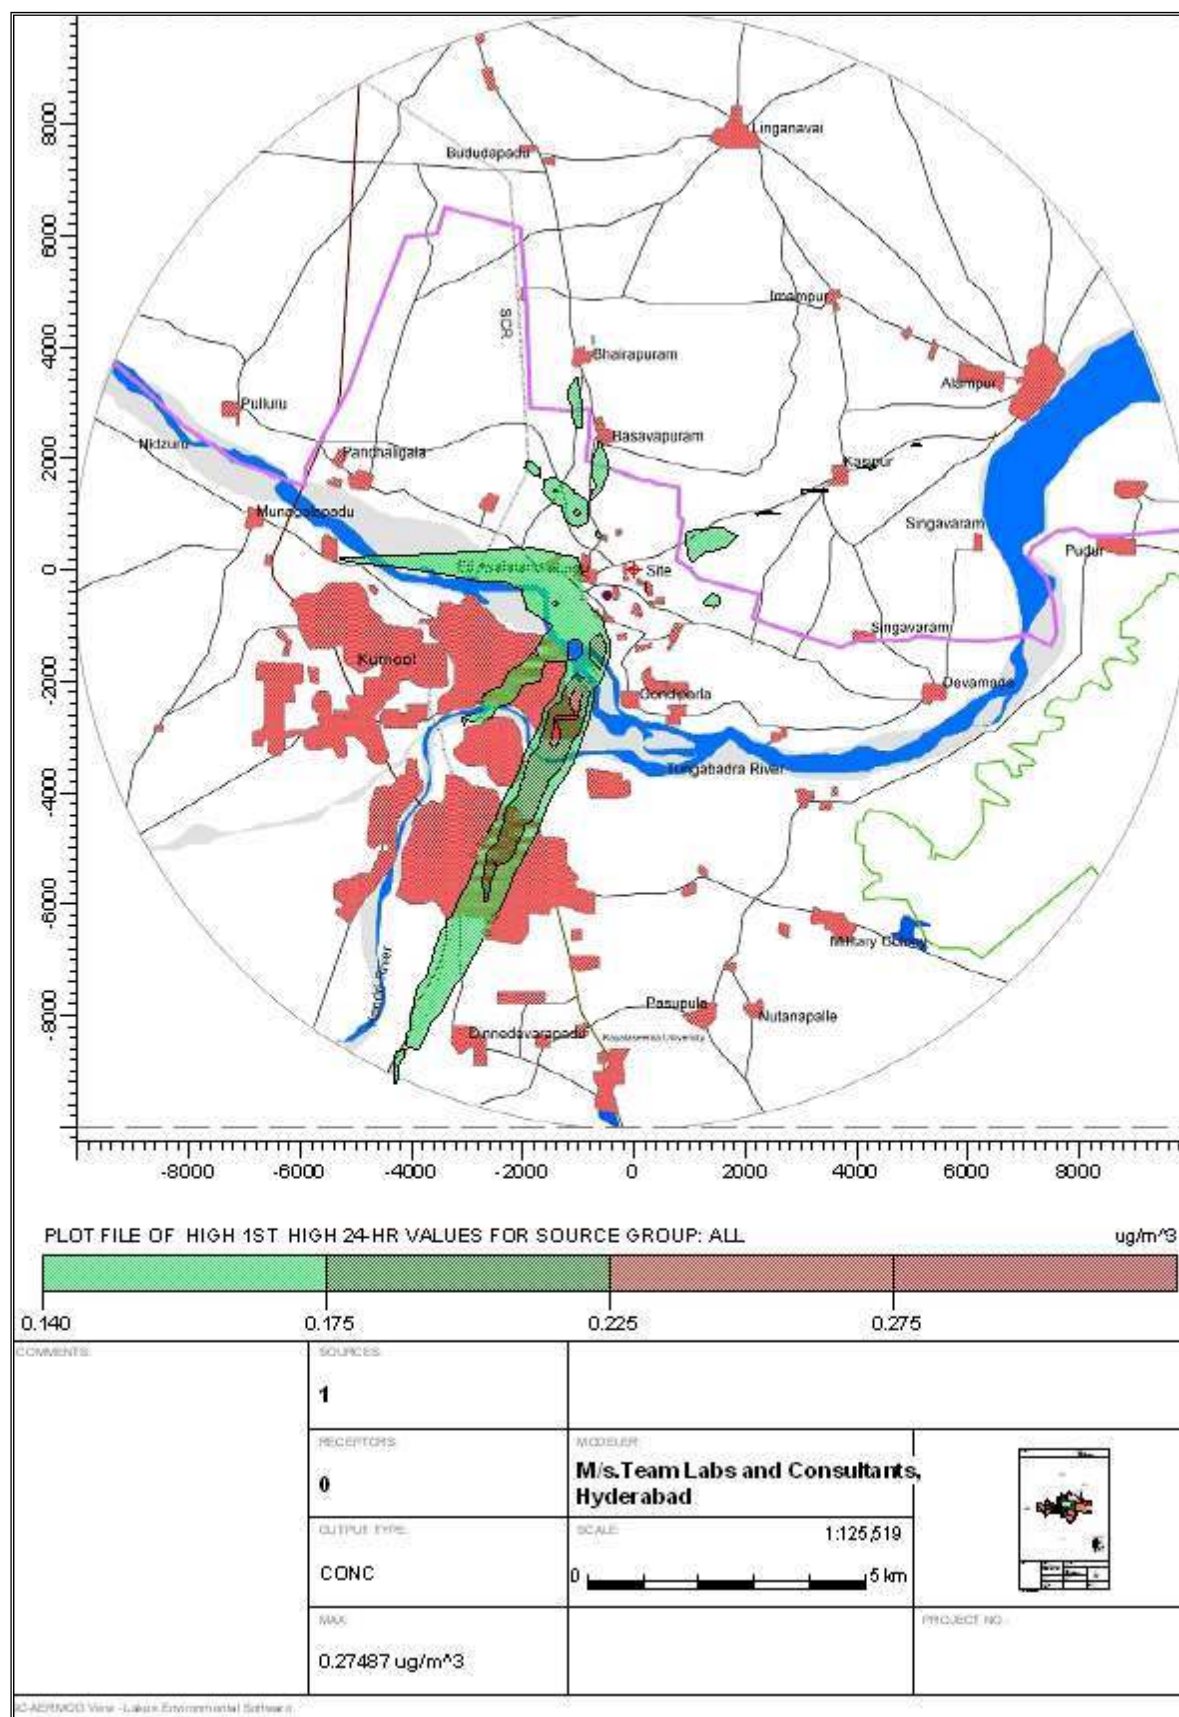 8000
6000
4000
2000
0
-2000
-4000
-6000
-8000
Linganavai
Bududapadu
Imampur
SCR.
Bhairapuram
Alampur
Pulluru
Basavapuram
Nidzuru
Panchaligala
Kasipur
Munagalapadu
Singavaram
Pudur
Site
Singavaram
Kurnool
Gondiparla
Devamada
Tungabadra River
Military Colony
River
Pasupula
Nutanapalle
Dinnedevarapadu
Rayalaseema University
-8000 -6000 -4000 -2000 0 2000 4000 6000 8000
PLOT FILE OF HIGH 1ST HIGH 24-HR VALUES FOR SOURCE GROUP: ALL ug/m^3
0.140 0.175 0.225 0.275
COMMENTS:
SOURCES:
1
RECEPTORS:
0
MODELER:
M/s.Team Labs and Consultants,
Hyderabad
OUTPUT TYPE:
CONC
SCALE: 1:125,519
0 5 km
MAX:
0.27487 ug/m^3
PROJECT NO.:
AERMOD View - Lakes Environmental Software